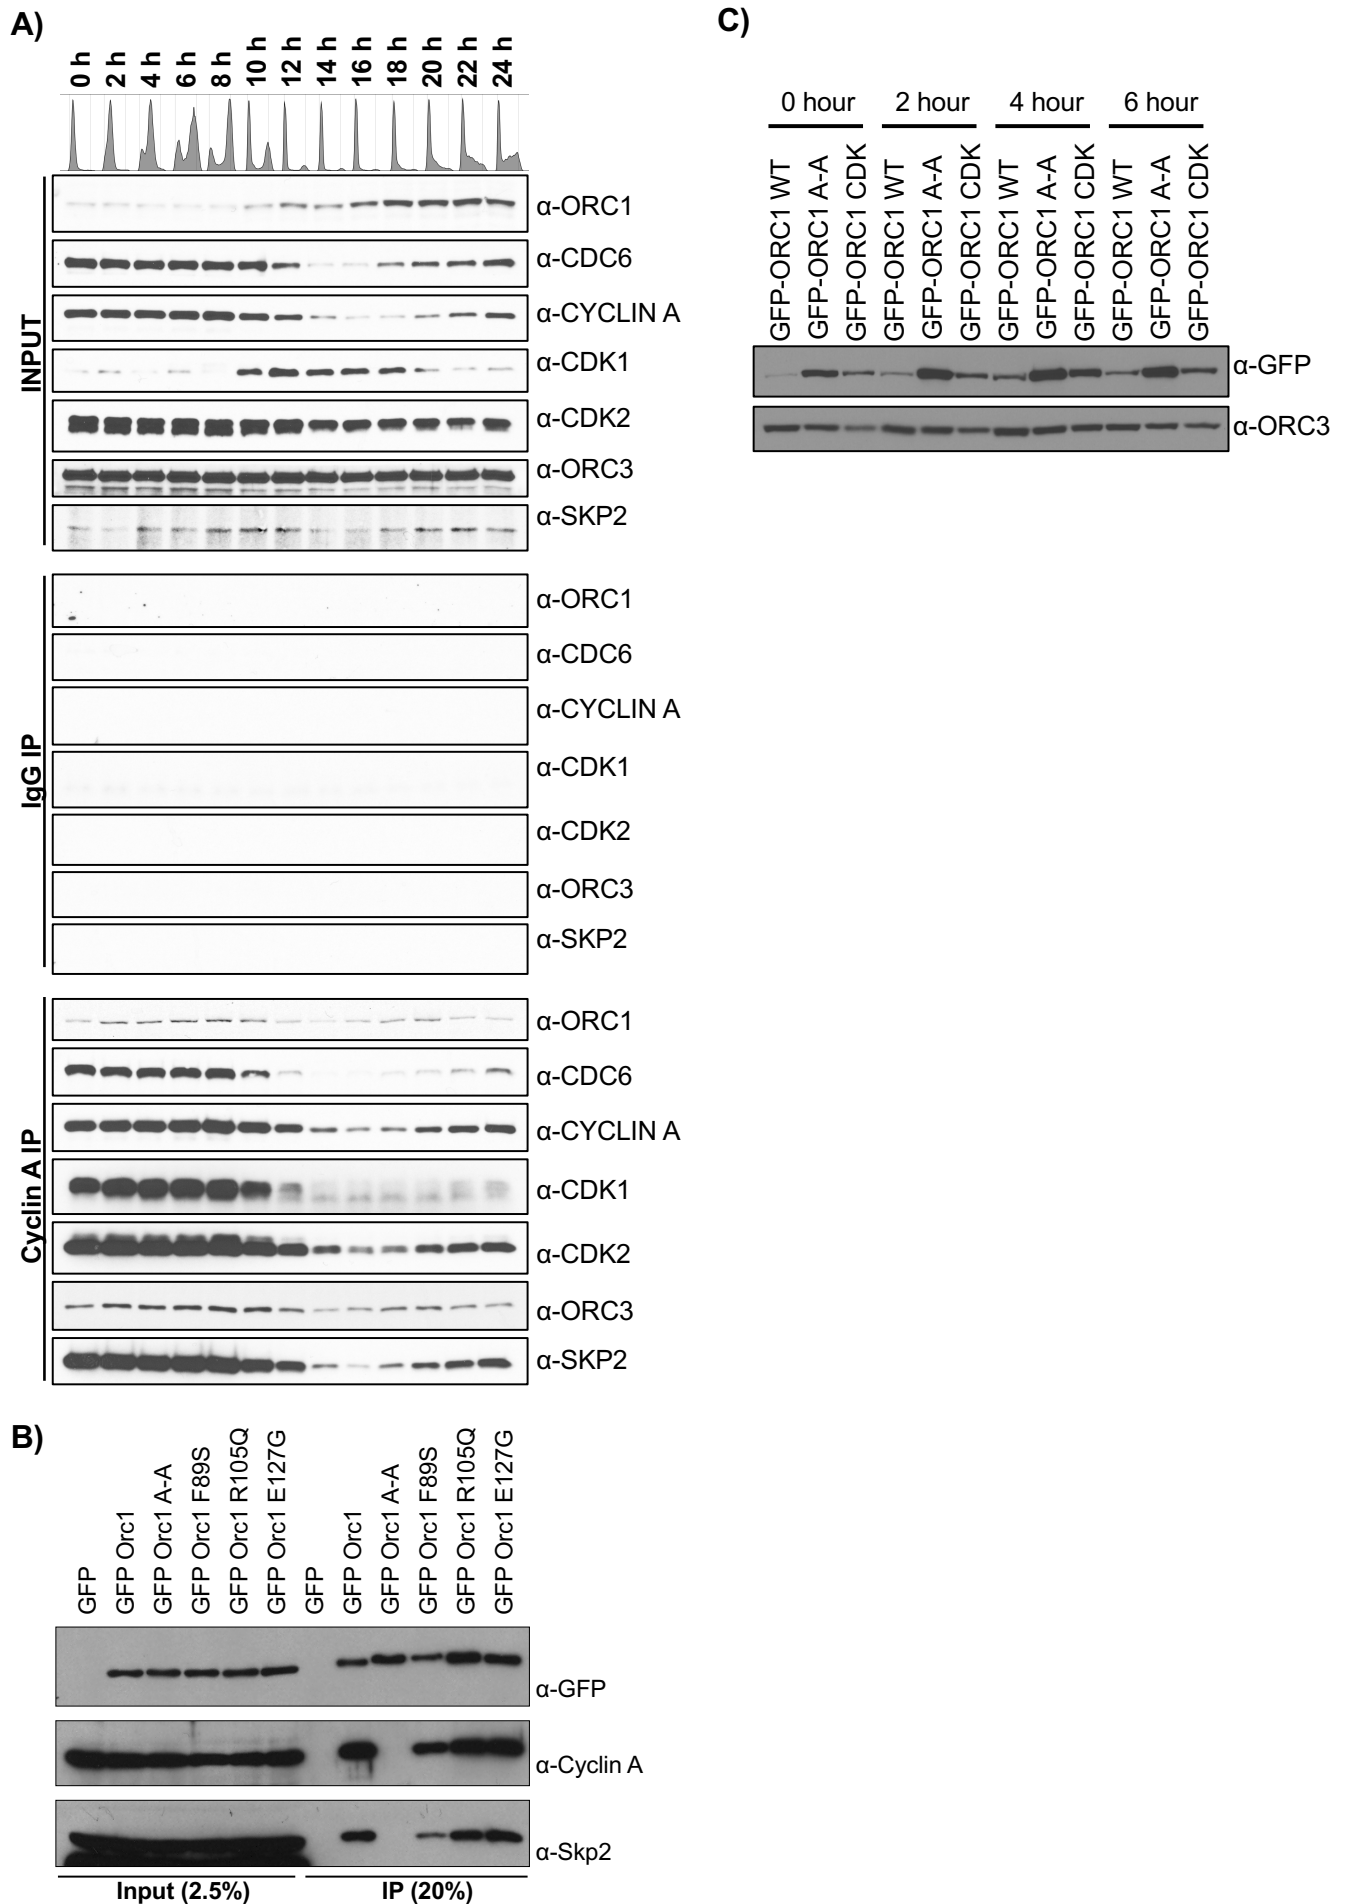 A)
0 h 2 h 4 h 6 h 8 h 10 h 12 h 14 h 16 h 18 h 20 h 22 h 24 h
INPUT
α-ORC1
α-CDC6
α-CYCLIN A
α-CDK1
α-CDK2
α-ORC3
α-SKP2
IgG IP
α-ORC1
α-CDC6
α-CYCLIN A
α-CDK1
α-CDK2
α-ORC3
α-SKP2
Cyclin A IP
α-ORC1
α-CDC6
α-CYCLIN A
α-CDK1
α-CDK2
α-ORC3
α-SKP2
B)
GFP
GFP Orc1
GFP Orc1 A-A
GFP Orc1 F89S
GFP Orc1 R105Q
GFP Orc1 E127G
GFP
GFP Orc1
GFP Orc1 A-A
GFP Orc1 F89S
GFP Orc1 R105Q
GFP Orc1 E127G
α-GFP
α-Cyclin A
α-Skp2
Input (2.5%) IP (20%)
C)
0 hour 2 hour 4 hour 6 hour
GFP-ORC1 WT
GFP-ORC1 A-A
GFP-ORC1 CDK
GFP-ORC1 WT
GFP-ORC1 A-A
GFP-ORC1 CDK
GFP-ORC1 WT
GFP-ORC1 A-A
GFP-ORC1 CDK
GFP-ORC1 WT
GFP-ORC1 A-A
GFP-ORC1 CDK
α-GFP
α-ORC3